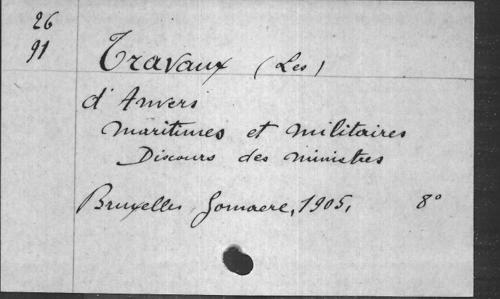 26
91
Travaux (Les)
d'Anvers
maritimes et militaires
Discours des ministres
Bruxelles Gomaere, 1905, 8°